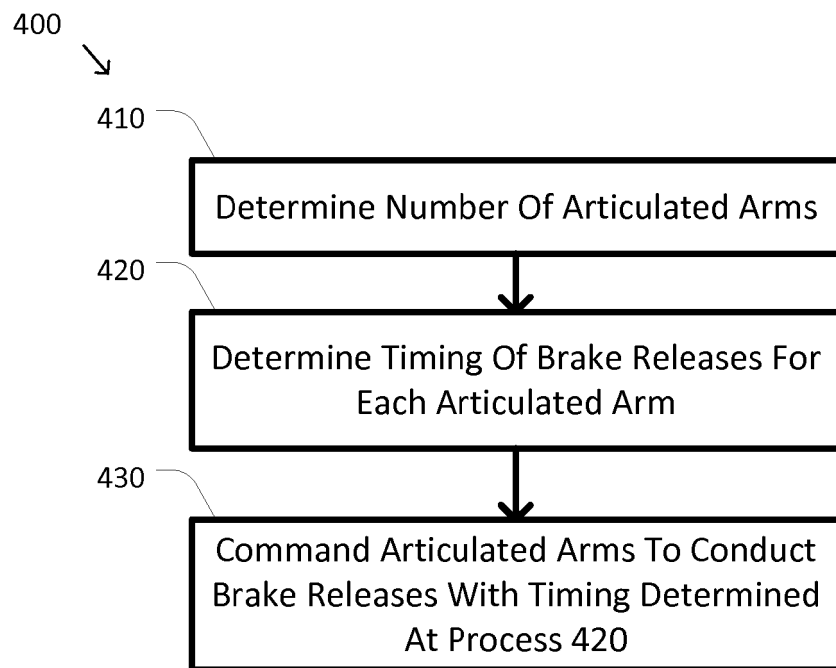 400
410
Determine Number Of Articulated Arms
420
Determine Timing Of Brake Releases For
Each Articulated Arm
430
Command Articulated Arms To Conduct
Brake Releases With Timing Determined
At Process 420